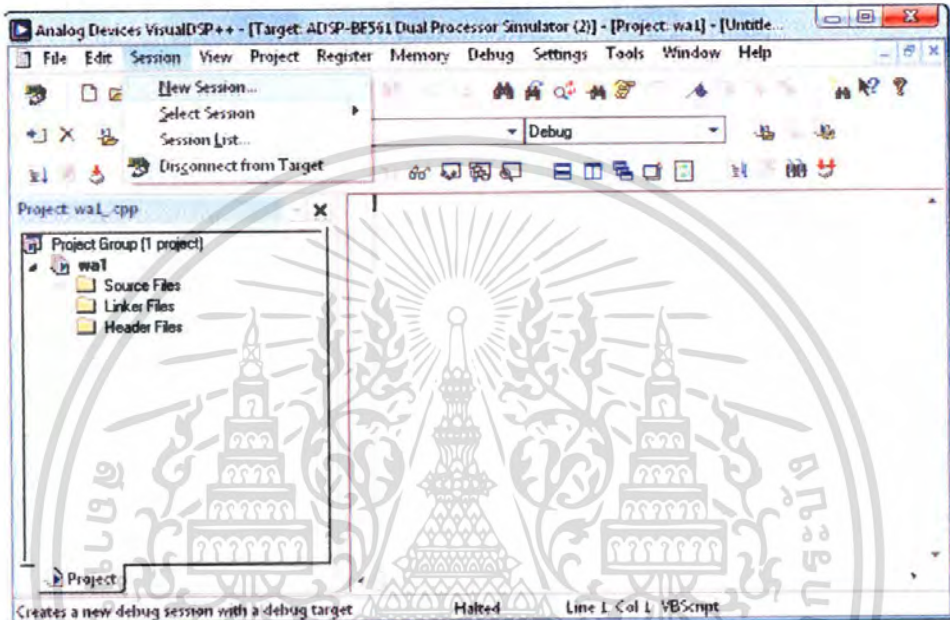 Analog Devices VisualDSP++ - [Target: ADSP-BF561 Dual Processor Simulator (2)] - [Project: wa1] - [Untitle...
File Edit Session View Project Register Memory Debug Settings Tools Window Help
New Session...
Select Session
Session List...
Debug
Disconnect from Target
Project: wa1_cpp
Project Group (1 project)
wa1
Source Files
Linker Files
Header Files
Project
Creates a new debug session with a debug target Halted Line 1 Col 1 VBScript